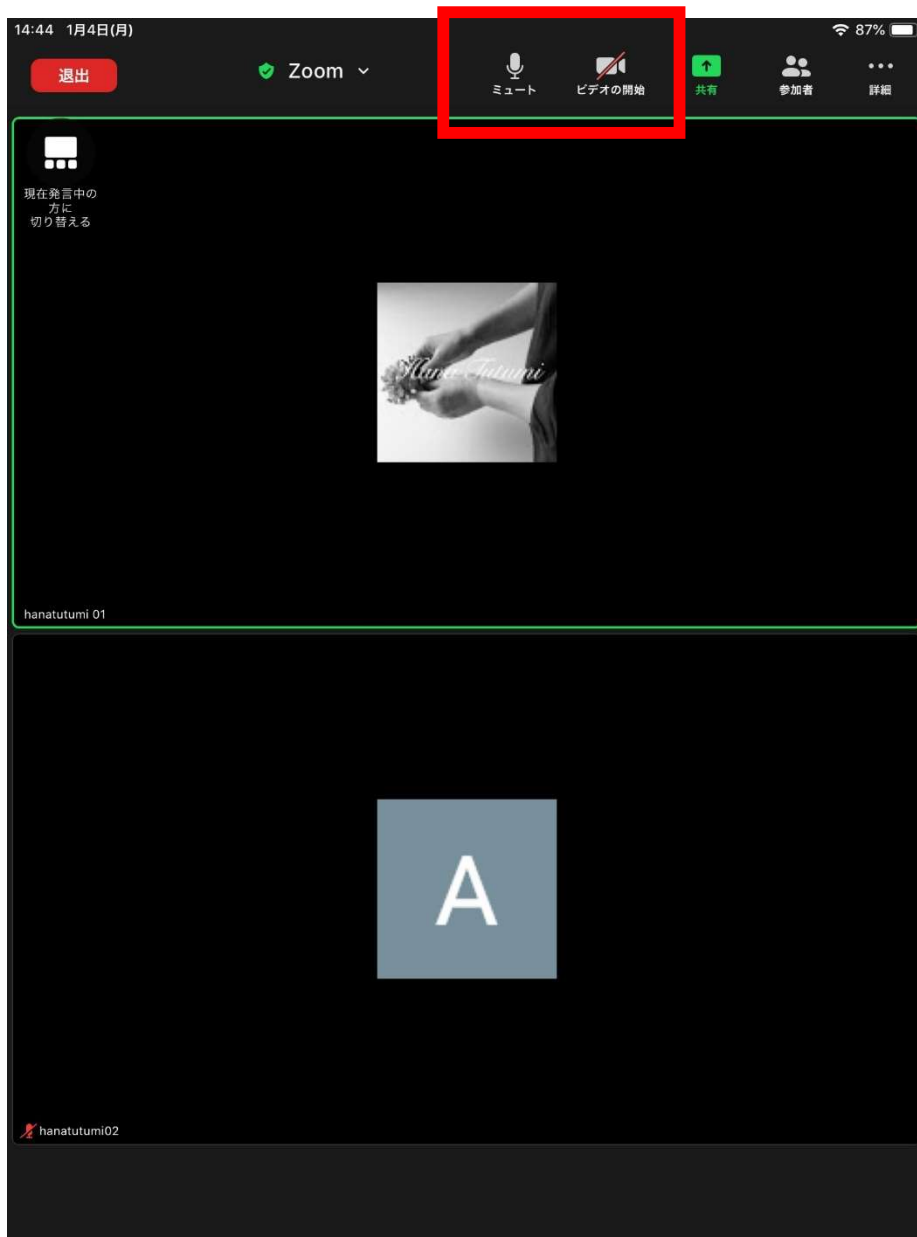 14:44 1月4日(月)
87%
退出
Zoom
ミュート
ビデオの開始
共有
参加者
詳細
現在発言中の
方に
切り替える
Hana Tutumi
hanatutumi 01
A
hanatutumi02